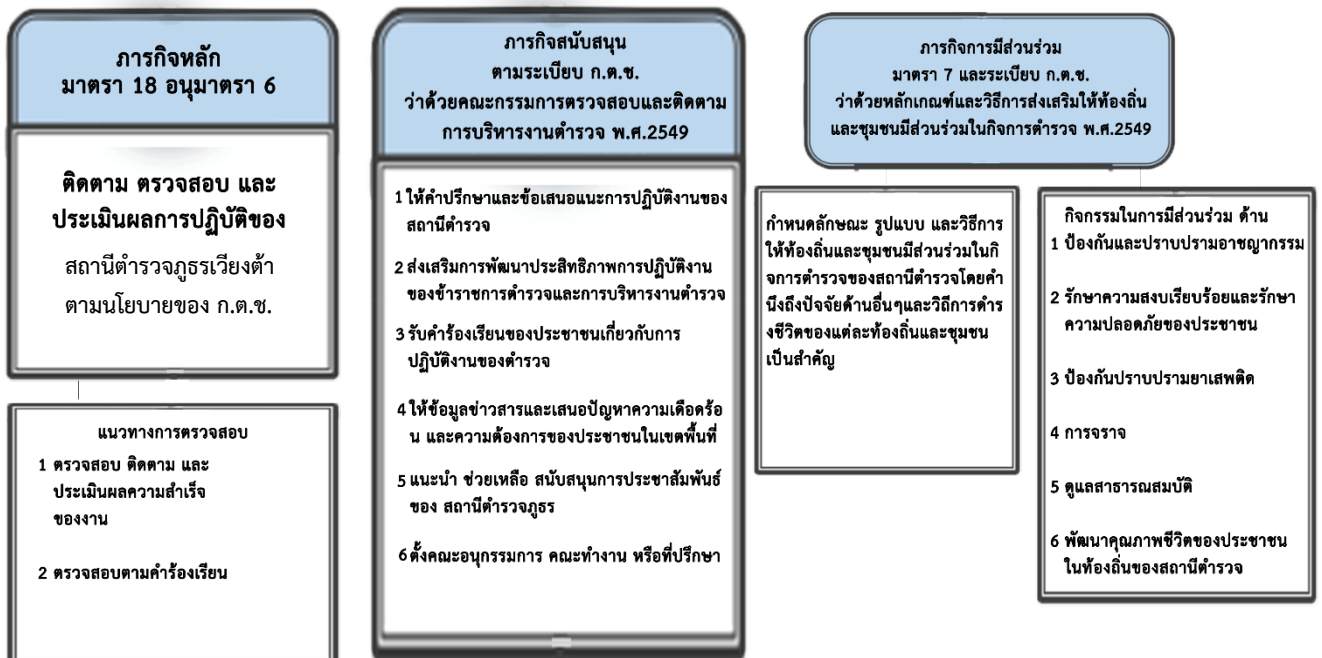 ภารกิจหลัก
มาตรา 18 อนุมาตรา 6
ติดตาม ตรวจสอบ และ
ประเมินผลการปฏิบัติของ
สถานีตำรวจภูธรเวียงต้า
ตามนโยบายของ ก.ต.ช.
แนวทางการตรวจสอบ
1 ตรวจสอบ ติดตาม และ
ประเมินผลความสำเร็จ
ของงาน
2 ตรวจสอบตามคำร้องเรียน
ภารกิจสนับสนุน
ตามระเบียบ ก.ต.ช.
ว่าด้วยคณะกรรมการตรวจสอบและติดตาม
การบริหารงานตำรวจ พ.ศ.2549
1 ให้คำปรึกษาและข้อเสนอแนะการปฏิบัติงานของ
สถานีตำรวจ
2 ส่งเสริมการพัฒนาประสิทธิภาพการปฏิบัติงาน
ของข้าราชการตำรวจและการบริหารงานตำรวจ
3 รับคำร้องเรียนของประชาชนเกี่ยวกับการ
ปฏิบัติงานของตำรวจ
4 ให้ข้อมูลข่าวสารและเสนอปัญหาความเดือดร้อ
น และความต้องการของประชาชนในเขตพื้นที่
5 แนะนำ ช่วยเหลือ สนับสนุนการประชาสัมพันธ์
ของ สถานีตำรวจภูธร
6 ตั้งคณะอนุกรรมการ คณะทำงาน หรือที่ปรึกษา
ภารกิจการมีส่วนร่วม
มาตรา 7 และระเบียบ ก.ต.ช.
ว่าด้วยหลักเกณฑ์และวิธีการส่งเสริมให้ท้องถิ่น
และชุมชนมีส่วนร่วมในกิจการตำรวจ พ.ศ.2549
กำหนดลักษณะ รูปแบบ และวิธีการ
ให้ท้องถิ่นและชุมชนมีส่วนร่วมในกิ
จการตำรวจของสถานีตำรวจโดยคำ
นึงถึงปัจจัยด้านอื่นๆและวิถีการดำร
งชีวิตของแต่ละท้องถิ่นและชุมชน
เป็นสำคัญ
กิจกรรมในการมีส่วนร่วม ด้าน
1 ป้องกันและปราบปรามอาชญากรรม
2 รักษาความสงบเรียบร้อยและรักษา
ความปลอดภัยของประชาชน
3 ป้องกันปราบปรามยาเสพติด
4 การจราจ
5 ดูแลสาธารณสมบัติ
6 พัฒนาคุณภาพชีวิตของประชาชน
ในท้องถิ่นของสถานีตำรวจ